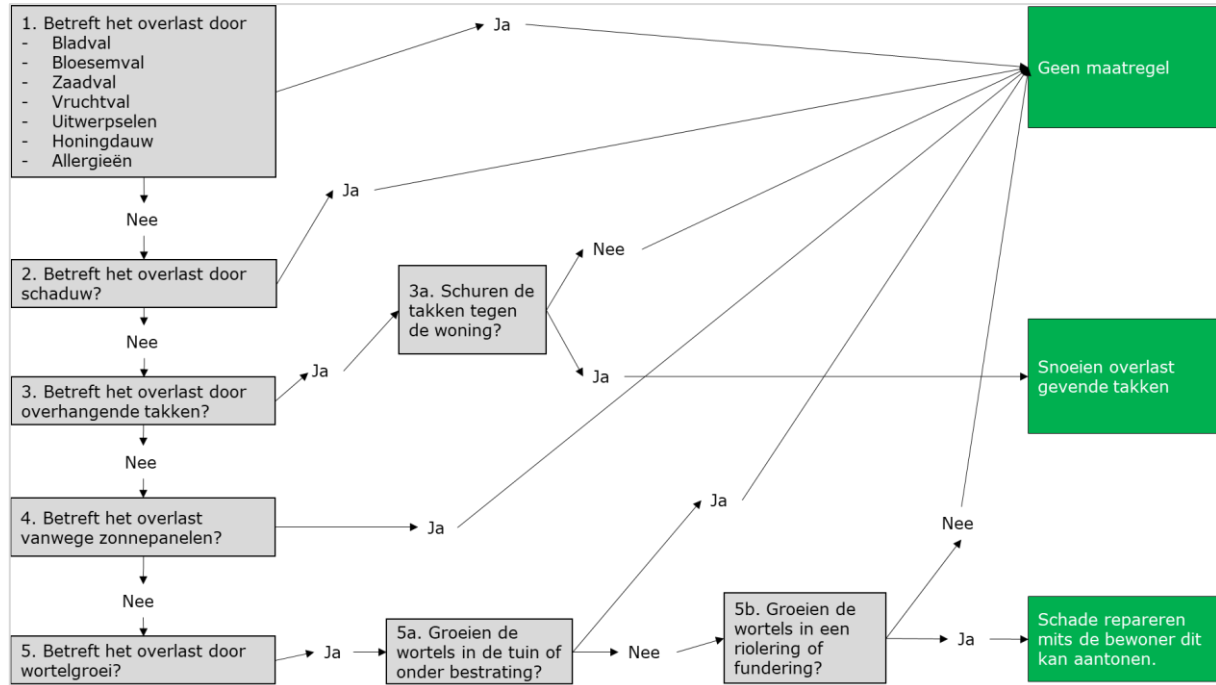 1. Betreft het overlast door
- Bladval
- Bloesemval
- Zaadval
- Vruchtval
- Uitwerpselen
- Honingdauw
- Allergieën
Ja
Geen maatregel
Nee
Ja
2. Betreft het overlast door
schaduw?
3a. Schuren de
takken tegen
de woning?
Nee
Nee
Ja
Ja
Snoeien overlast
gevende takken
3. Betreft het overlast door
overhangende takken?
Nee
4. Betreft het overlast
vanwege zonnepanelen?
Ja
Ja
Nee
Nee
5. Betreft het overlast door
wortelgroei?
Ja
5a. Groeien de
wortels in de tuin of
onder bestrating?
Nee
5b. Groeien de
wortels in een
riolering of
fundering?
Ja
Schade repareren
mits de bewoner dit
kan aantonen.